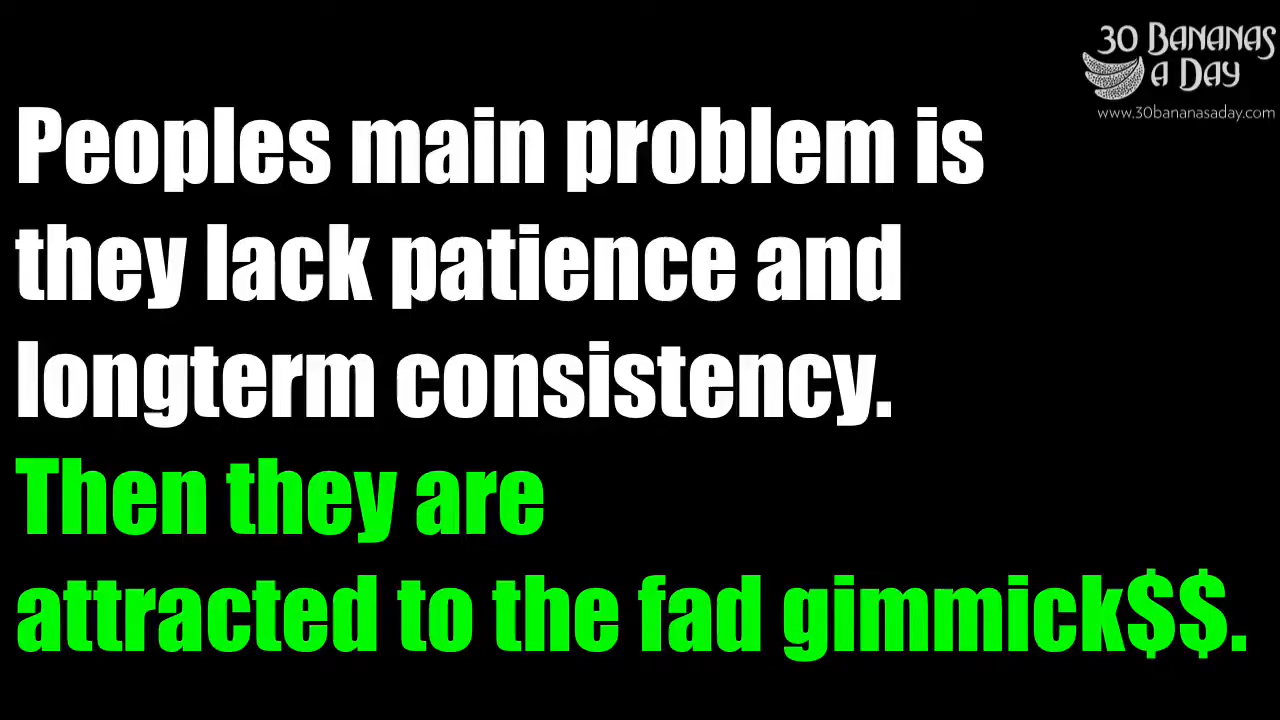 30 BANANAS
A DAY
www.30bananasaday.com
Peoples main problem is
they lack patience and
longterm consistency.
Then they are
attracted to the fad gimmick$$.